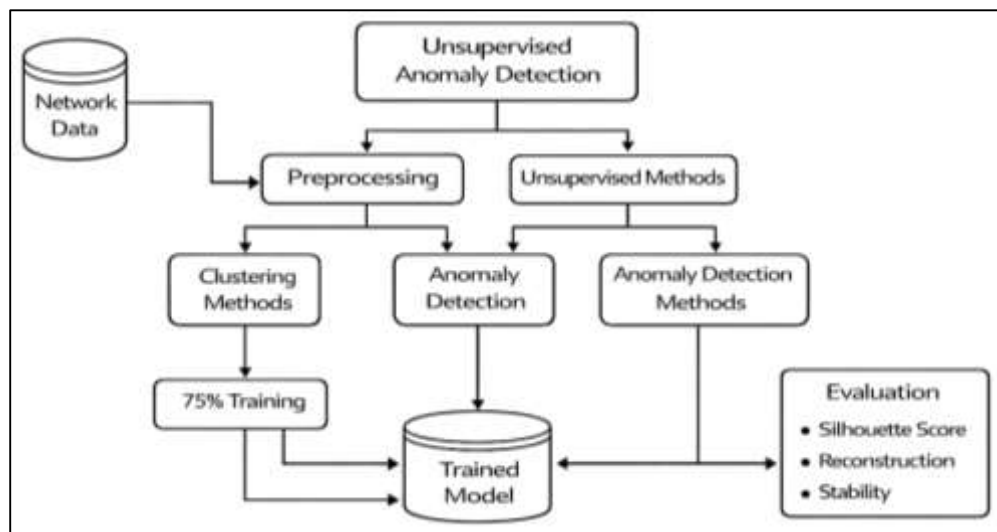 Unsupervised
Anomaly Detection
Network
Data
Preprocessing
Unsupervised Methods
Clustering
Methods
Anomaly
Detection
Anomaly Detection
Methods
75% Training
Trained
Model
Evaluation
• Silhouette Score
• Reconstruction
• Stability